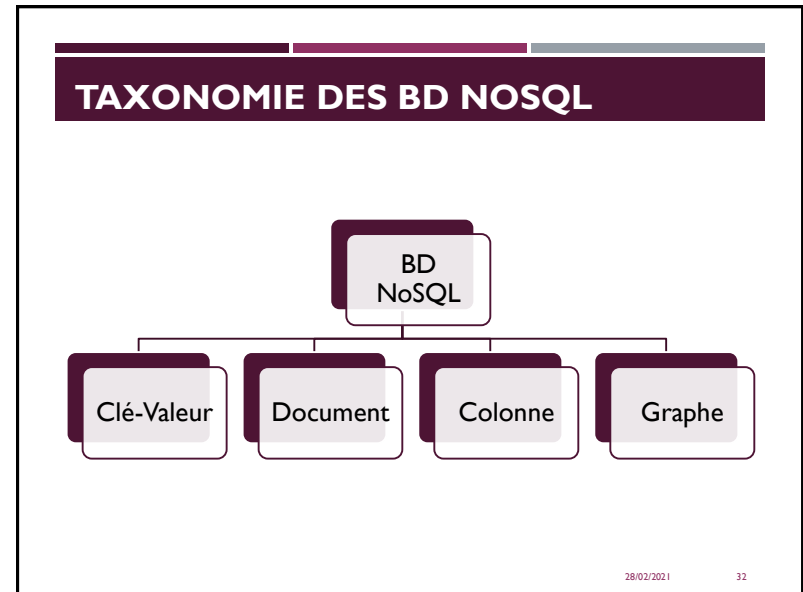 TAXONOMIE DES BD NOSQL
BD
NoSQL
Clé-Valeur
Document
Colonne
Graphe
28/02/2021
32